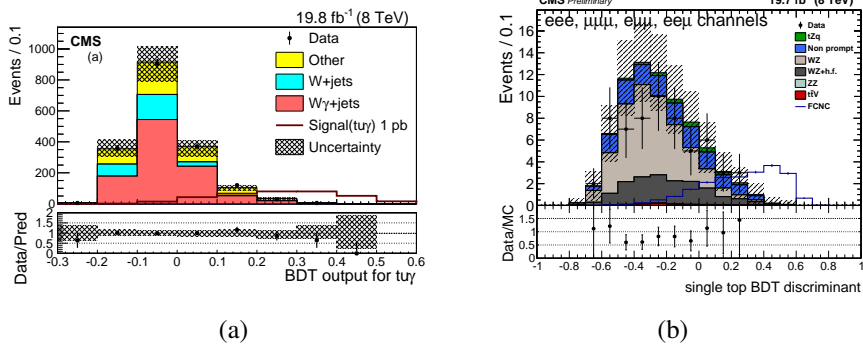 19.8 fb⁻¹ (8 TeV)
Events / 0.1
CMS
(a)
Data
Other
W+jets
Wγ+jets
Signal(tuγ) 1 pb
Uncertainty
1000
800
600
400
200
0
Data/Pred
2
1.5
1
0.5
0
-0.3 -0.2 -0.1 0 0.1 0.2 0.3 0.4 0.5 0.6
BDT output for tuγ
(a)
CMS Preliminary 19.7 fb⁻¹ (8 TeV)
eee, μμμ, eμμ, eeμ channels
Events / 0.1
Data
tZq
Non prompt
WZ
WZ+h.f.
ZZ
tt̄V
FCNC
16
14
12
10
8
6
4
2
0
Data/MC
1.5
1
0.5
0
-1 -0.8 -0.6 -0.4 -0.2 0 0.2 0.4 0.6 0.8 1
single top BDT discriminant
(b)